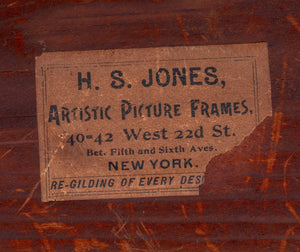 H. S. JONES,
ARTISTIC PICTURE FRAMES,
40=42 West 22d St.
Bet. Fifth and Sixth Aves.
NEW YORK.
RE-GILDING OF EVERY DES